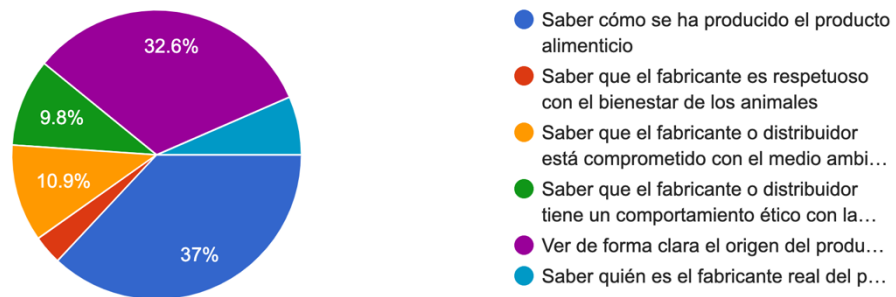 32.6%
9.8%
10.9%
37%
Saber cómo se ha producido el producto
alimenticio
Saber que el fabricante es respetuoso
con el bienestar de los animales
Saber que el fabricante o distribuidor
está comprometido con el medio ambi…
Saber que el fabricante o distribuidor
tiene un comportamiento ético con la…
Ver de forma clara el origen del produ…
Saber quién es el fabricante real del p…